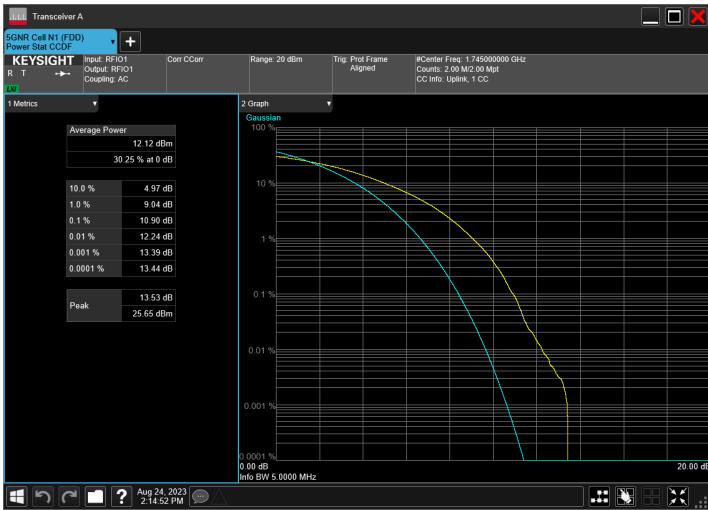 Transceiver A
5GNR Cell N1 (FDD)
Power Stat CCDF
KEYSIGHT
R T
LXI
Input: RFIO1
Output: RFIO1
Coupling: AC
Corr CCorr
Range: 20 dBm
Trig: Prot Frame
Aligned
#Center Freq: 1.745000000 GHz
Counts: 2.00 M/2.00 Mpt
CC Info: Uplink, 1 CC
1 Metrics
Average Power
12.12 dBm
30.25 % at 0 dB
10.0 % 4.97 dB
1.0 % 9.04 dB
0.1 % 10.90 dB
0.01 % 12.24 dB
0.001 % 13.39 dB
0.0001 % 13.44 dB
Peak 13.53 dB
25.65 dBm
2 Graph
Gaussian
100 %
10 %
1 %
0.1 %
0.01 %
0.001 %
0.0001 %
0.00 dB 20.00 dB
Info BW 5.0000 MHz
Aug 24, 2023
2:14:52 PM